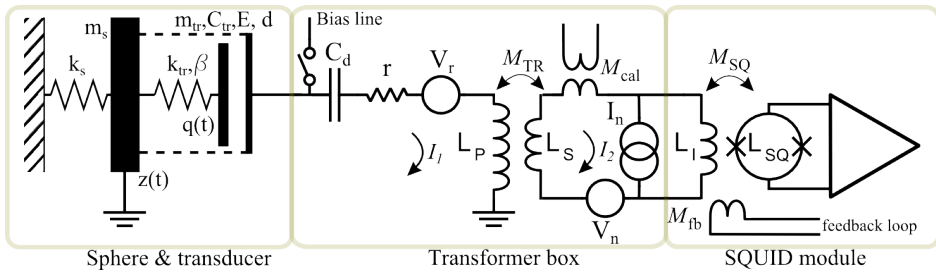 m_s
m_tr, C_tr, E, d
k_s
k_tr, β
q(t)
z(t)
Sphere & transducer
Bias line
C_d
r
V_r
M_TR
M_cal
I_1
L_P
L_S
I_2
I_n
V_n
Transformer box
M_SQ
L_I
L_SQ
M_fb
feedback loop
SQUID module